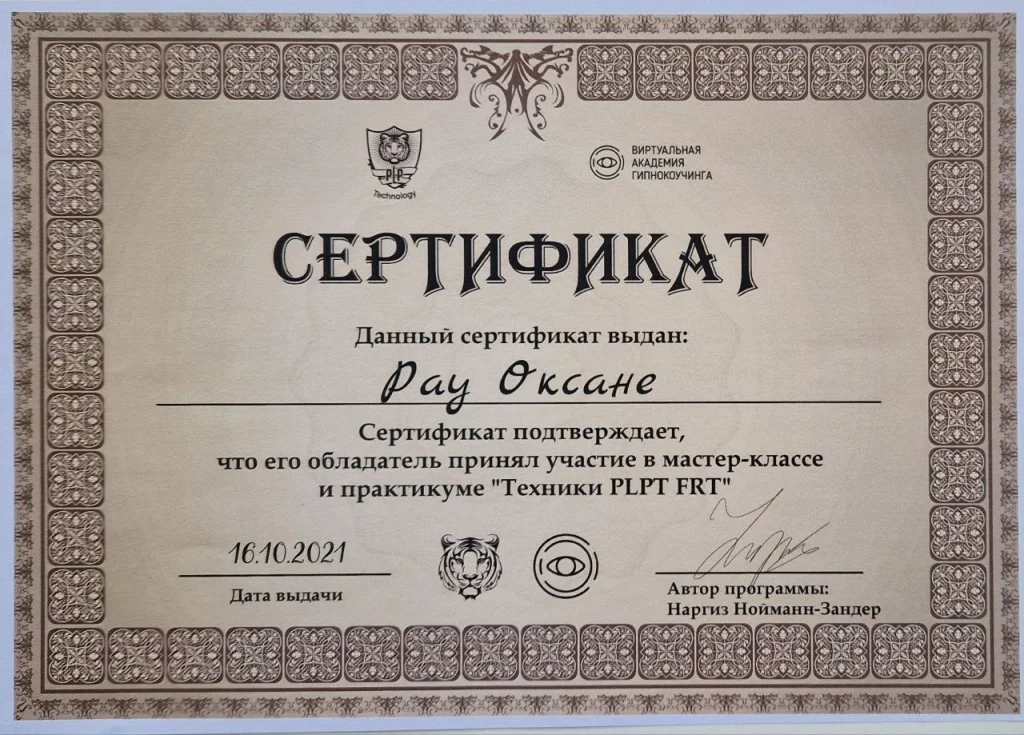 PLP
Technology
ВИРТУАЛЬНАЯ
АКАДЕМИЯ
ГИПНОКОУЧИНГА
СЕРТИФИКАТ
Данный сертификат выдан:
Рау Оксане
Сертификат подтверждает,
что его обладатель принял участие в мастер-классе
и практикуме "Техники PLPT FRT"
16.10.2021
Дата выдачи
Автор программы:
Наргиз Нойманн-Зандер